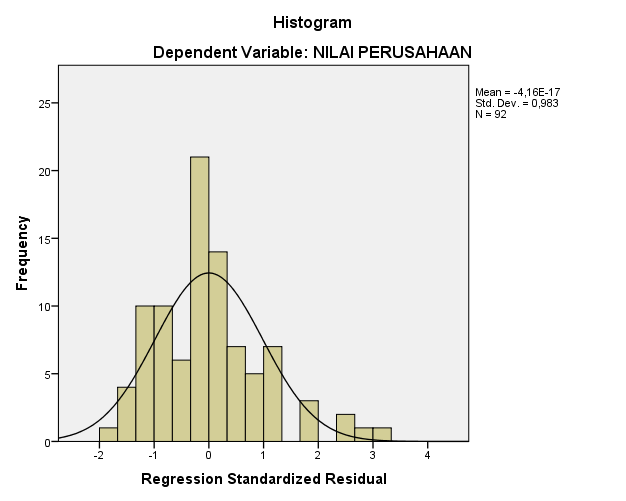 Histogram
Dependent Variable: NILAI PERUSAHAAN
Mean = -4,16E-17
Std. Dev. = 0,983
N = 92
25
20
15
10
5
0
Frequency
-2 -1 0 1 2 3 4
Regression Standardized Residual